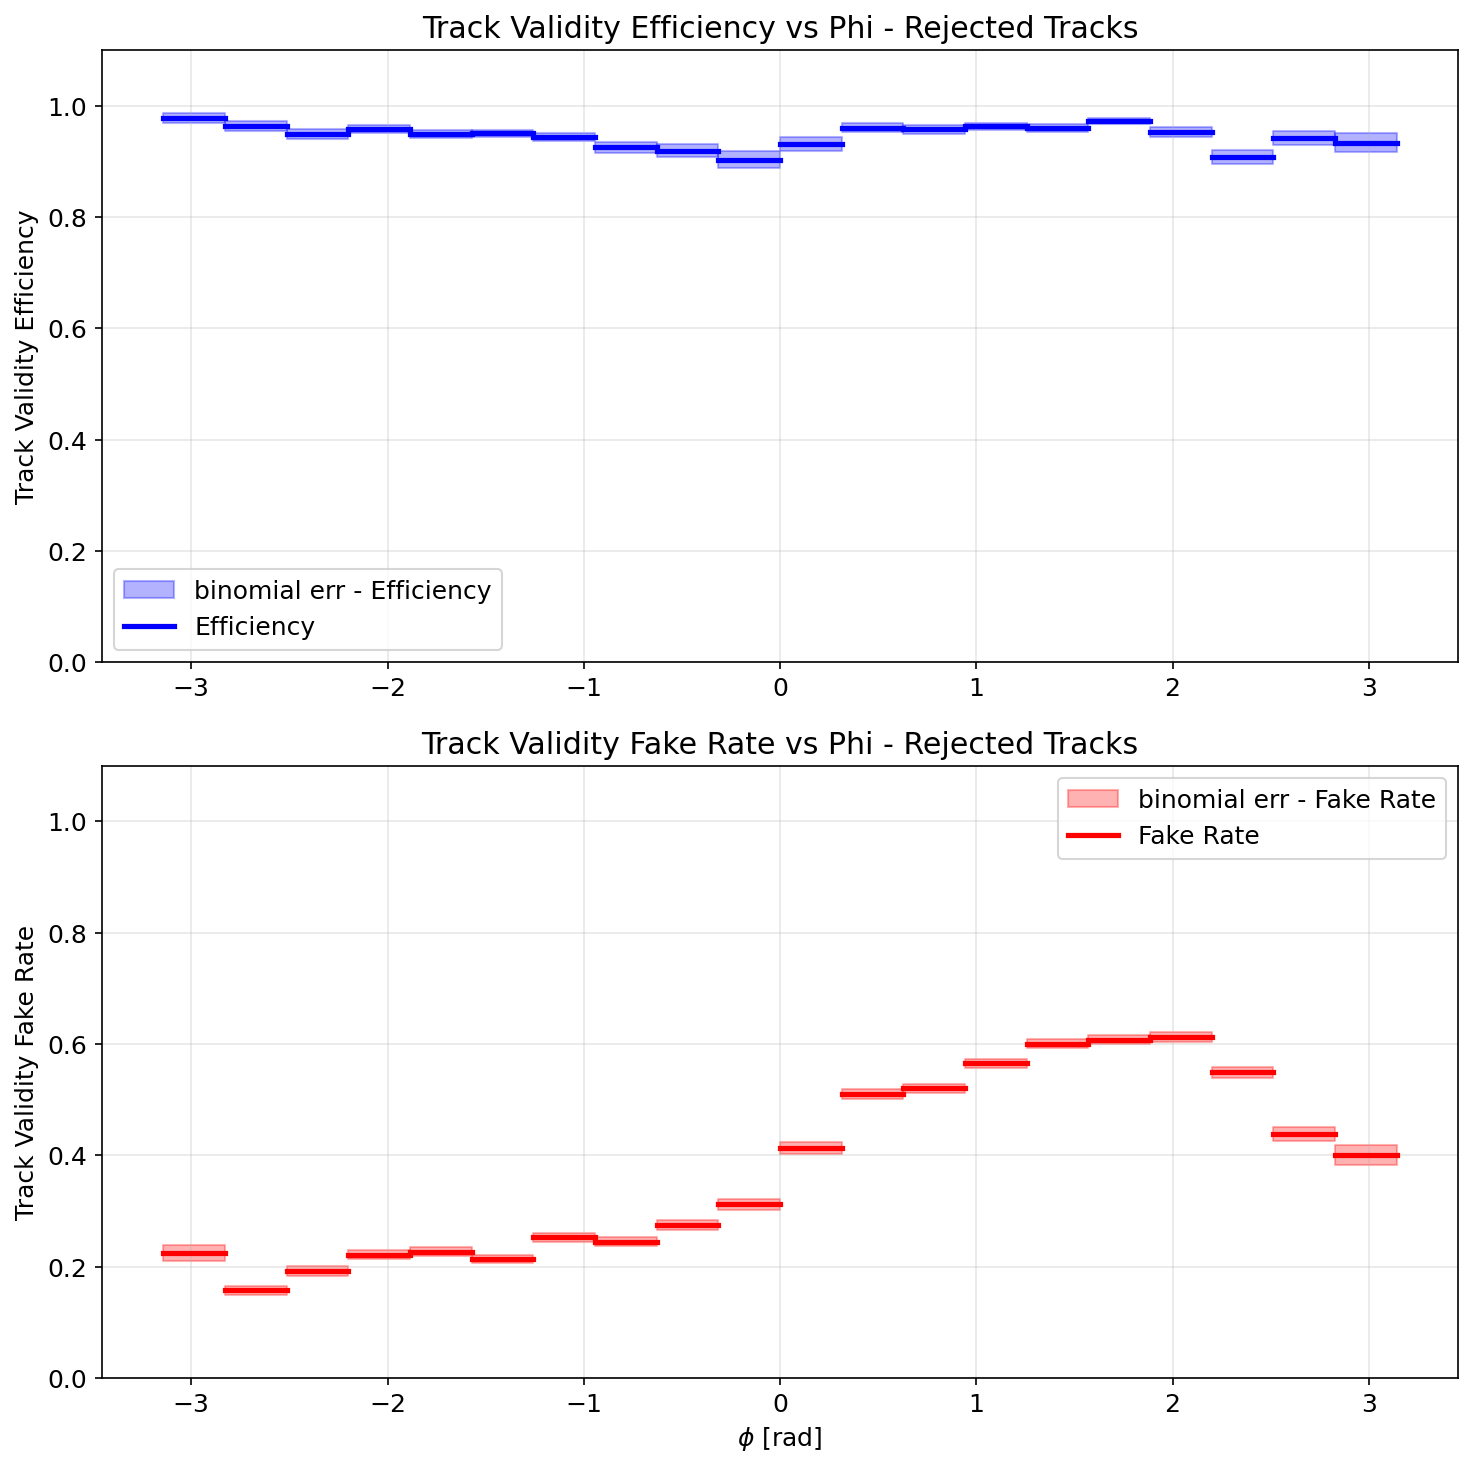 Track Validity Efficiency vs Phi - Rejected Tracks
Track Validity Efficiency
1.0
0.8
0.6
0.4
0.2
0.0
binomial err - Efficiency
Efficiency
−3 −2 −1 0 1 2 3
Track Validity Fake Rate vs Phi - Rejected Tracks
Track Validity Fake Rate
1.0
0.8
0.6
0.4
0.2
0.0
binomial err - Fake Rate
Fake Rate
−3 −2 −1 0 1 2 3
ϕ [rad]